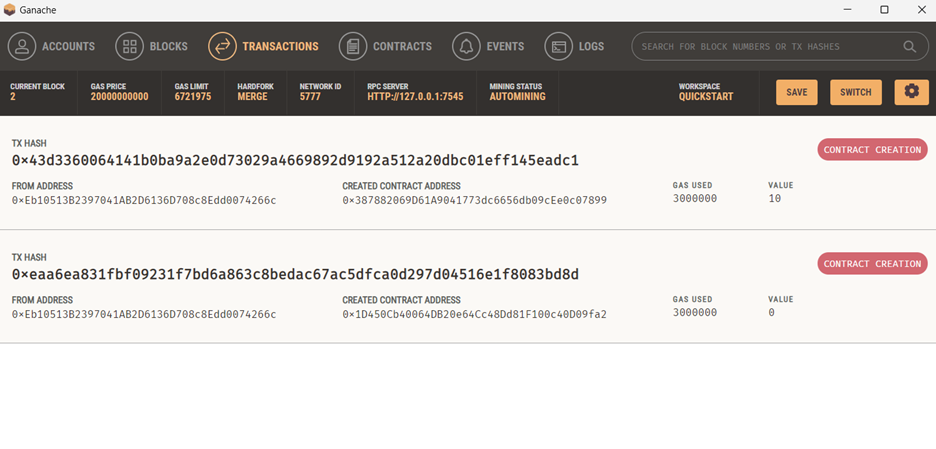 Ganache
ACCOUNTS BLOCKS TRANSACTIONS CONTRACTS EVENTS LOGS SEARCH FOR BLOCK NUMBERS OR TX HASHES
CURRENT BLOCK GAS PRICE GAS LIMIT HARDFORK NETWORK ID RPC SERVER MINING STATUS WORKSPACE
2 20000000000 6721975 MERGE 5777 HTTP://127.0.0.1:7545 AUTOMINING QUICKSTART SAVE SWITCH
TX HASH
0×43d3360064141b0ba9a2e0d73029a4669892d9192a512a20dbc01eff145eadc1 CONTRACT CREATION
FROM ADDRESS CREATED CONTRACT ADDRESS GAS USED VALUE
0×Eb10513B2397041AB2D6136D708c8Edd0074266c 0×387882069D61A9041773dc6656db09cEe0c07899 3000000 10
TX HASH
0×eaa6ea831fbf09231f7bd6a863c8bedac67ac5dfca0d297d04516e1f8083bd8d CONTRACT CREATION
FROM ADDRESS CREATED CONTRACT ADDRESS GAS USED VALUE
0×Eb10513B2397041AB2D6136D708c8Edd0074266c 0×1D450Cb40064DB20e64Cc48Dd81F100c40D09fa2 3000000 0